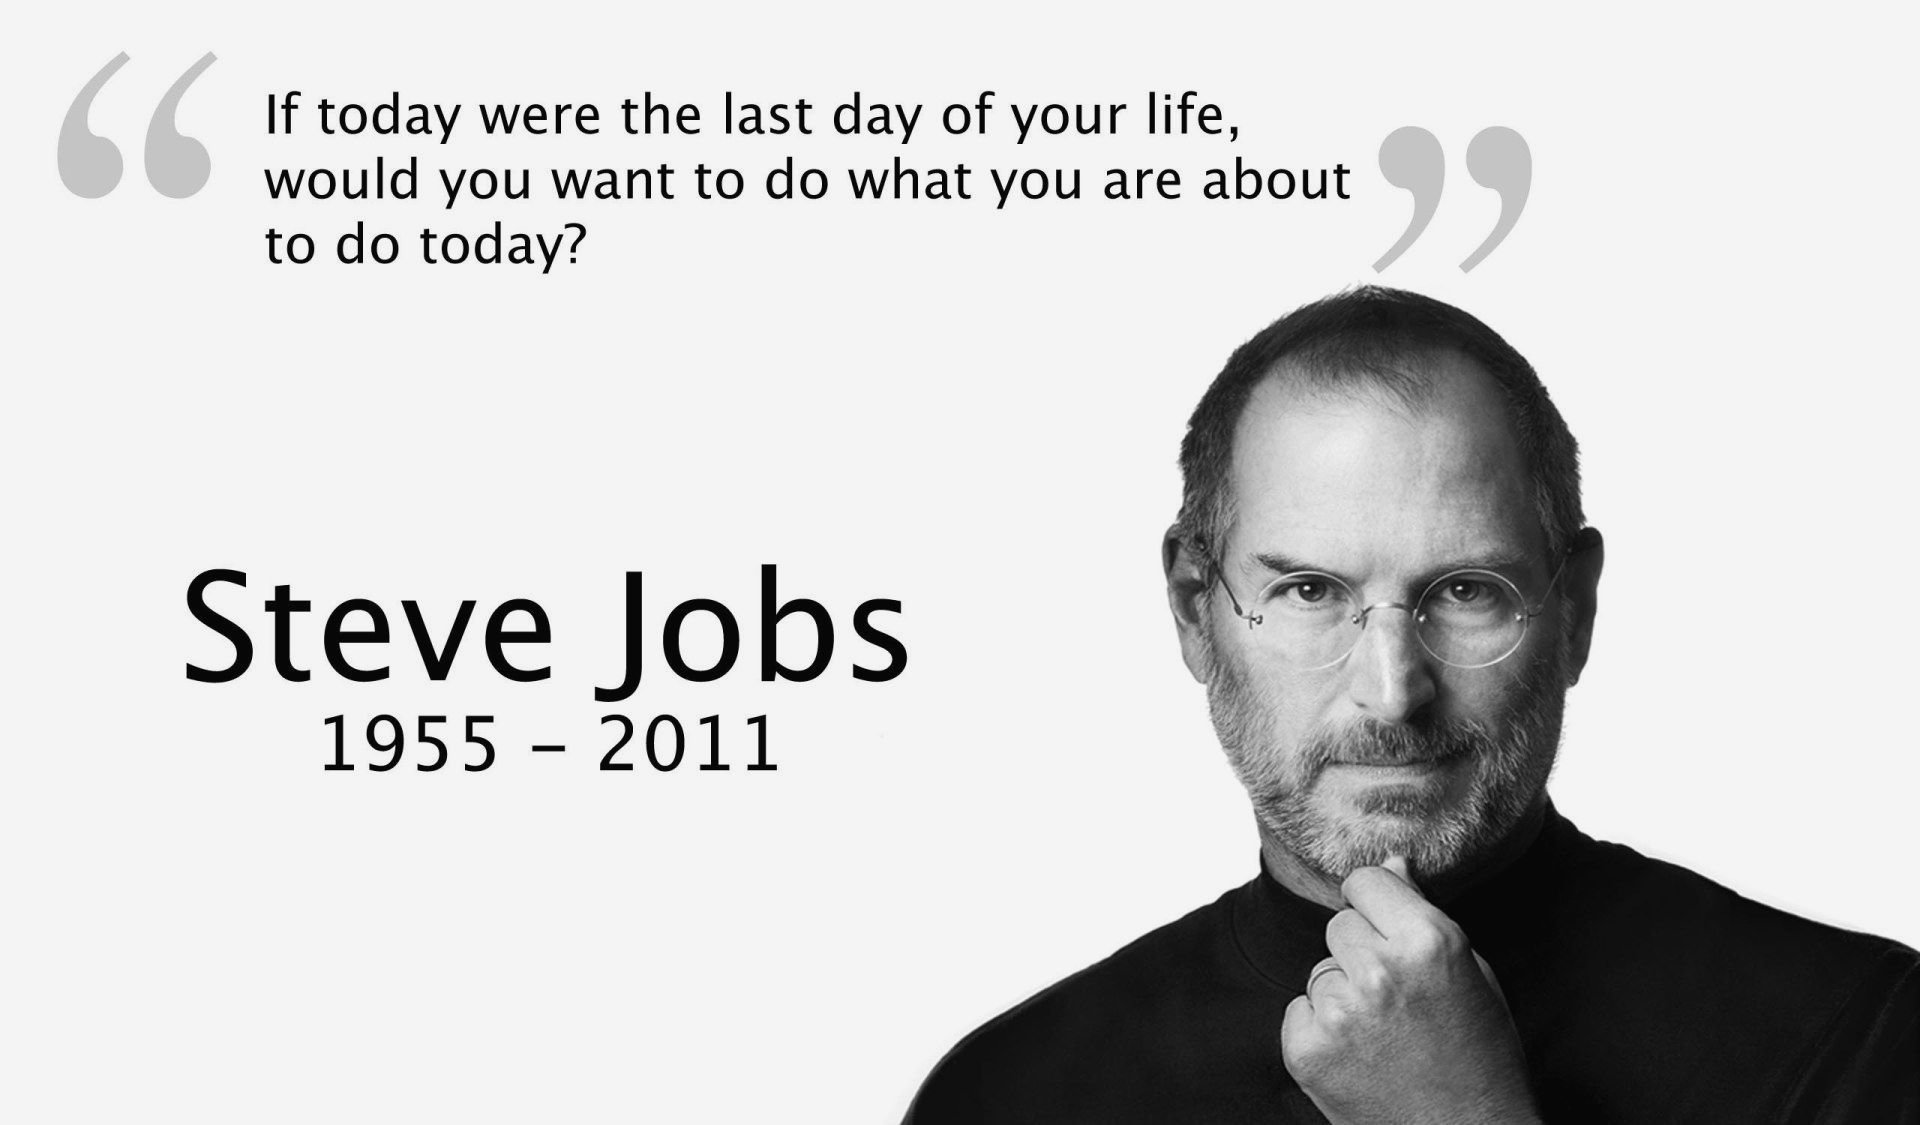 “ If today were the last day of your life,
would you want to do what you are about
to do today? ”
Steve Jobs
1955 – 2011